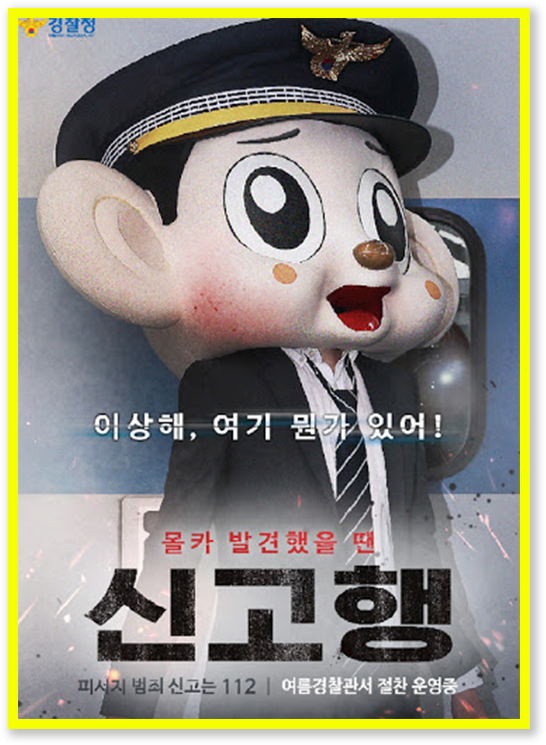 경찰청
이상해, 여기 뭔가 있어!
몰카 발견했을 땐
신고행
피서지 범죄 신고는 112 | 여름경찰관서 절찬 운영중